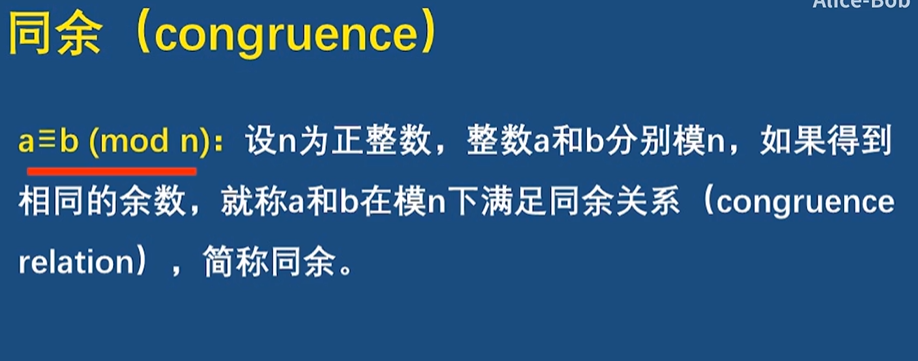 Alice-Bob
同余（congruence）
a≡b (mod n)：设n为正整数，整数a和b分别模n，如果得到
相同的余数，就称a和b在模n下满足同余关系（congruence
relation），简称同余。